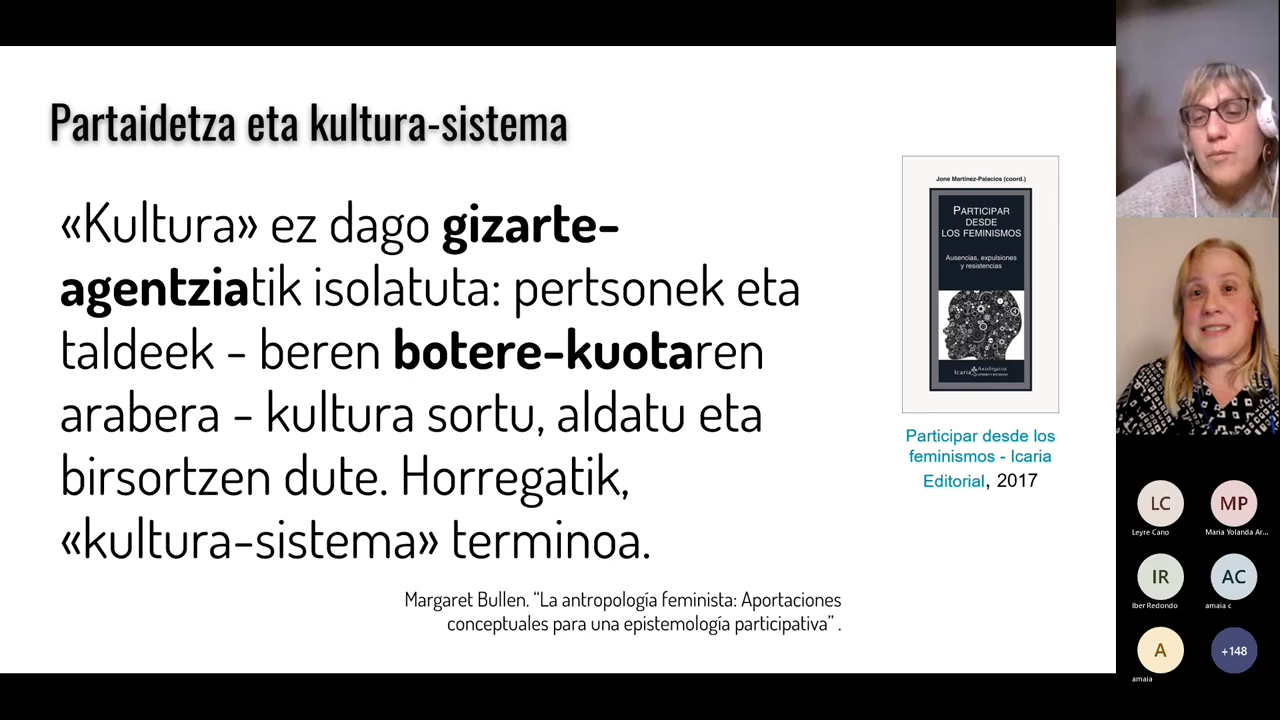 Partaidetza eta kultura-sistema
«Kultura» ez dago gizarte-
agentziatik isolatuta: pertsonek eta
taldeek - beren botere-kuotaren
arabera - kultura sortu, aldatu eta
birsortzen dute. Horregatik,
«kultura-sistema» terminoa.
Margaret Bullen. “La antropología feminista: Aportaciones
conceptuales para una epistemología participativa” .
Jone Martínez-Palacios (coord.)
PARTICIPAR
DESDE
LOS FEMINISMOS
Ausencias, expulsiones
y resistencias
Icaria
Participar desde los
feminismos - Icaria
Editorial, 2017
LC
Leyre Cano
MP
Maria Yolanda Ar...
IR
Iber Redondo
AC
amaia c
A
amaia
+148